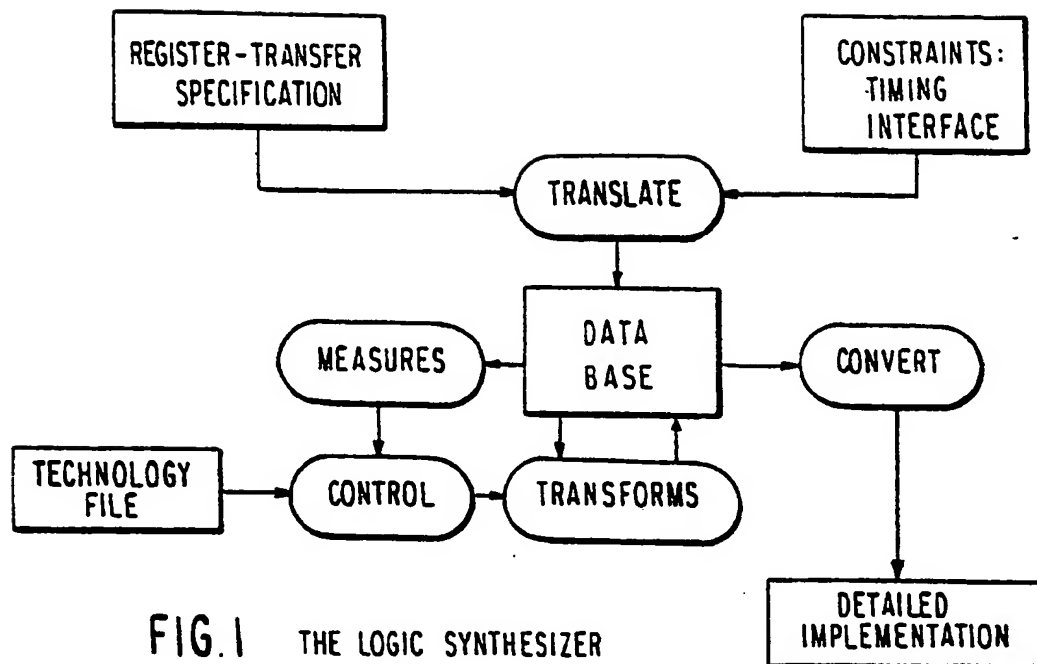 REGISTER-TRANSFER
SPECIFICATION
CONSTRAINTS:
TIMING
INTERFACE
TRANSLATE
DATA
BASE
MEASURES
CONVERT
TECHNOLOGY
FILE
CONTROL
TRANSFORMS
DETAILED
IMPLEMENTATION
FIG. 1 THE LOGIC SYNTHESIZER